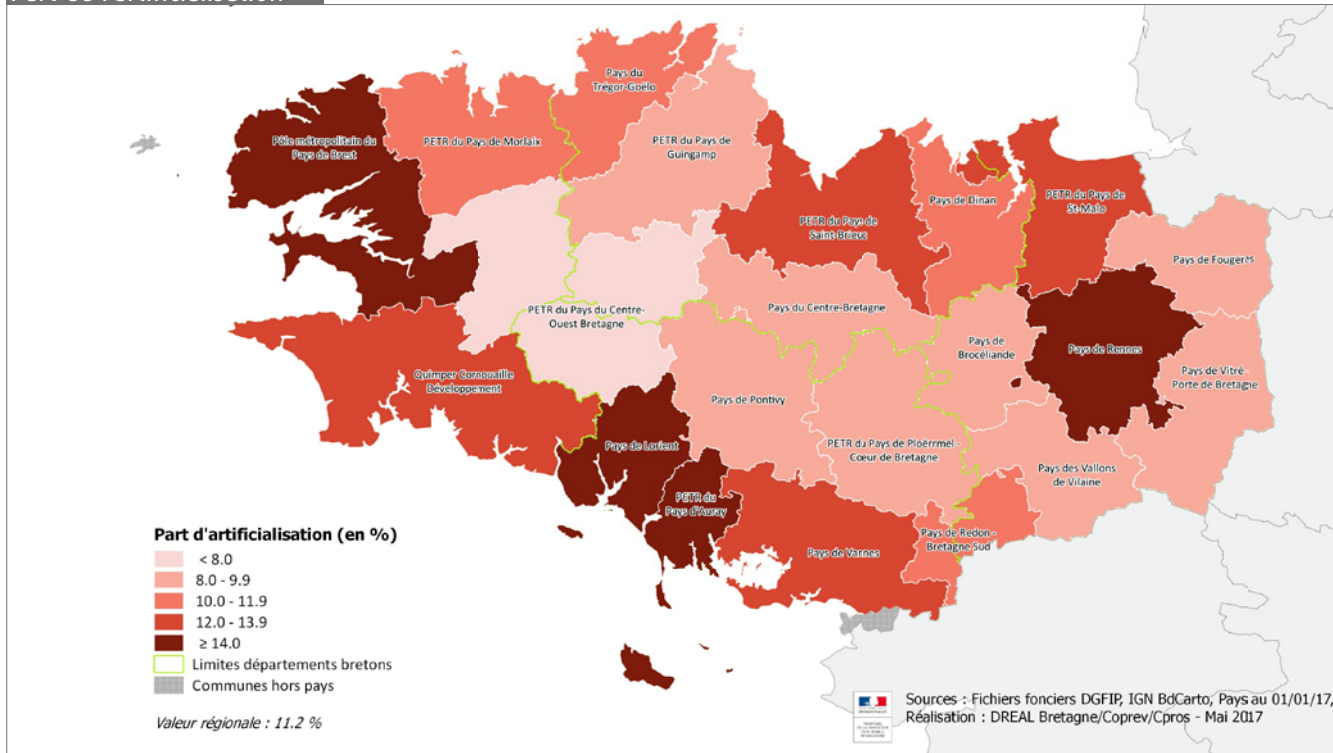 Pays du
Trégor-Goëlo
Pôle métropolitain du
Pays de Brest
PETR du Pays de Morlaix
PETR du Pays de
Guingamp
PETR du Pays de
Saint-Brieuc
Pays de Dinan
PETR du Pays de
St-Malo
Pays de Fougères
PETR du Pays du Centre-
Ouest Bretagne
Pays du Centre-Bretagne
Pays de
Brocéliande
Pays de Rennes
Pays de Vitré -
Porte de Bretagne
Quimper Cornouaille
Développement
Pays de Pontivy
Pays de Lorient
PETR du Pays de Ploërmel -
Cœur de Bretagne
Pays des Vallons
de Vilaine
PETR du
Pays d'Auray
Pays de Vannes
Pays de Redon -
Bretagne Sud
Part d'artificialisation (en %)
< 8.0
8.0 - 9.9
10.0 - 11.9
12.0 - 13.9
≥ 14.0
Limites départements bretons
Communes hors pays
Valeur régionale : 11.2 %
Sources : Fichiers fonciers DGFIP, IGN BdCarto, Pays au 01/01/17,
Réalisation : DREAL Bretagne/Coprev/Cpros - Mai 2017